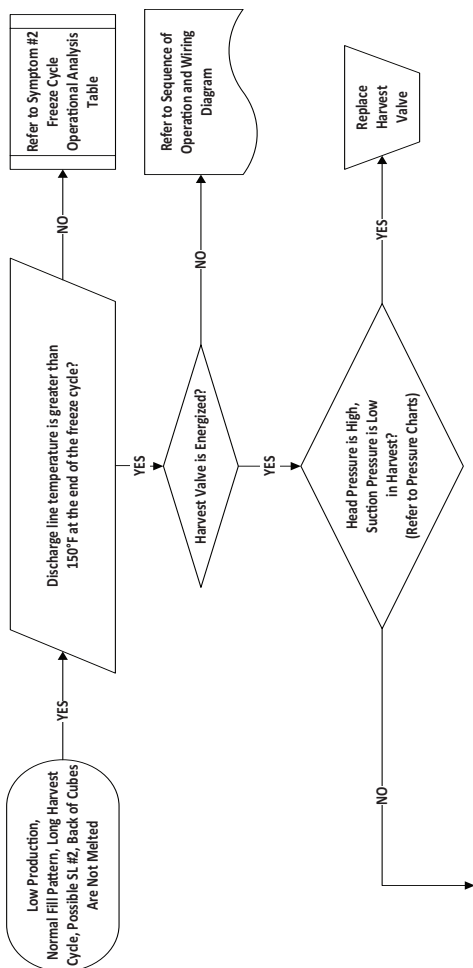 Low Production,
Normal Fill Pattern, Long Harvest
Cycle, Possible SL #2, Back of Cubes
Are Not Melted
YES
Discharge line temperature is greater than
150°F at the end of the freeze cycle?
NO
Refer to Symptom #2
Freeze Cycle
Operational Analysis
Table
YES
Harvest Valve is Energized?
NO
Refer to Sequence of
Operation and Wiring
Diagram
YES
Head Pressure is High,
Suction Pressure is Low
in Harvest?
(Refer to Pressure Charts)
YES
Replace
Harvest
Valve
NO